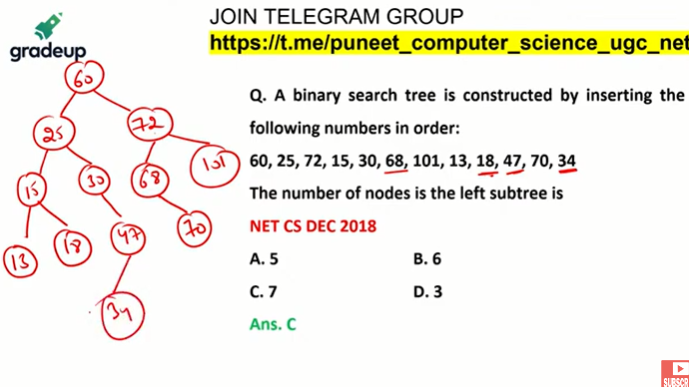 JOIN TELEGRAM GROUP
https://t.me/puneet_computer_science_ugc_net
gradeup
Q. A binary search tree is constructed by inserting the
following numbers in order:
60, 25, 72, 15, 30, 68, 101, 13, 18, 47, 70, 34
The number of nodes is the left subtree is
NET CS DEC 2018
A. 5 B. 6
C. 7 D. 3
Ans. C
60
25 72
15 30 68 101
13 18 47 70
34
SUBSCR